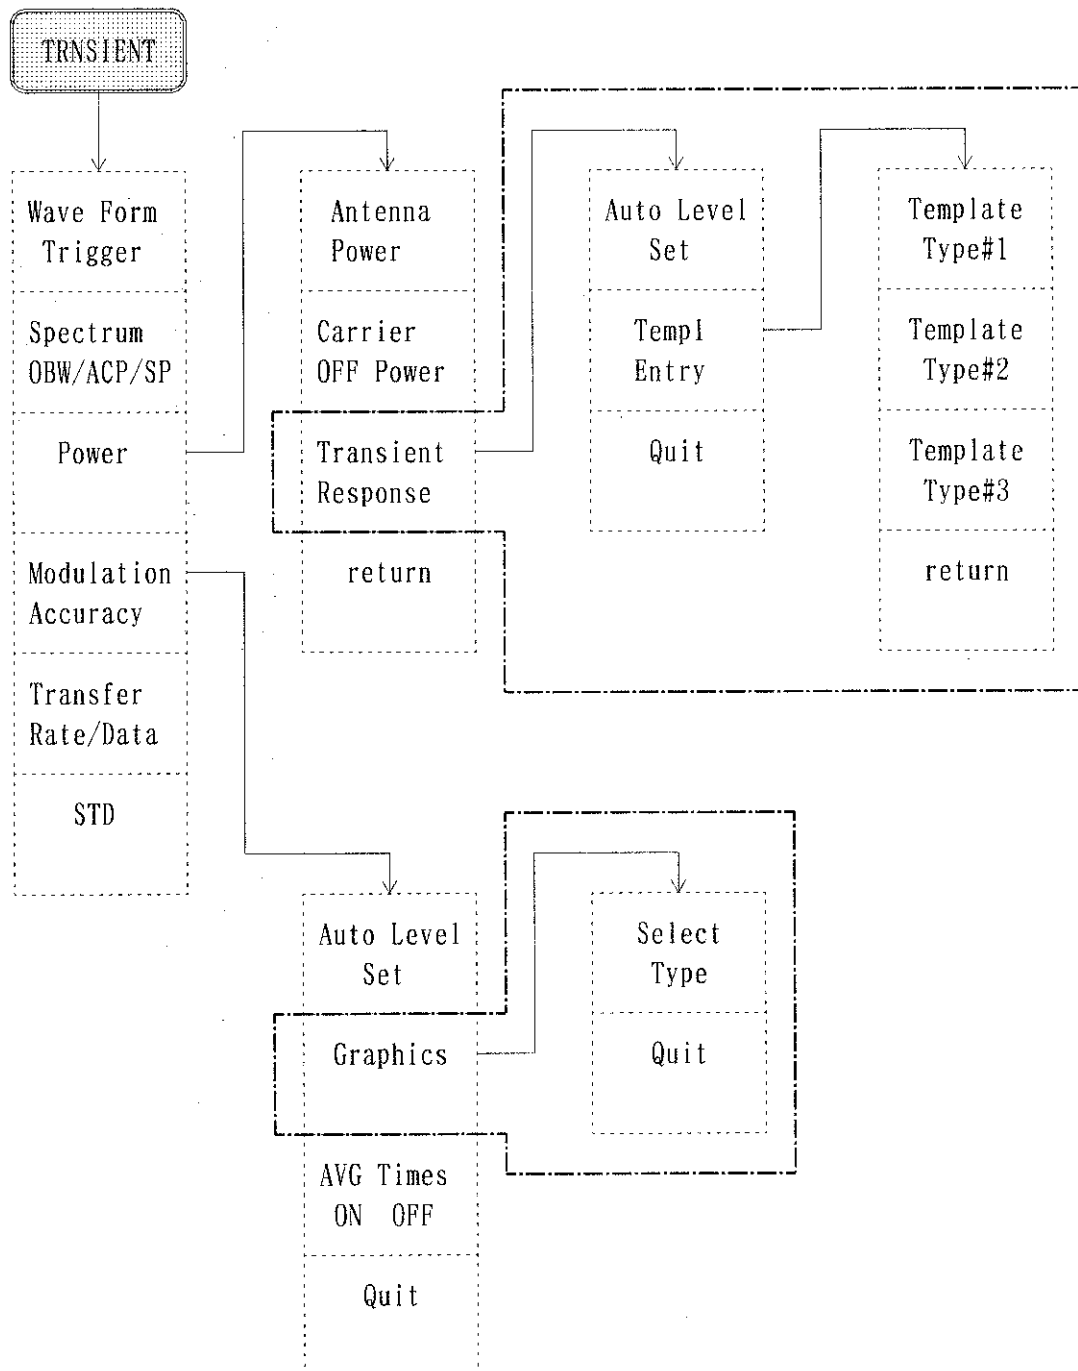 TRNSIENT
Wave Form
Trigger
Spectrum
OBW/ACP/SP
Power
Modulation
Accuracy
Transfer
Rate/Data
STD
Antenna
Power
Carrier
OFF Power
Transient
Response
return
Auto Level
Set
Templ
Entry
Quit
Template
Type#1
Template
Type#2
Template
Type#3
return
Auto Level
Set
Graphics
AVG Times
ON OFF
Quit
Select
Type
Quit